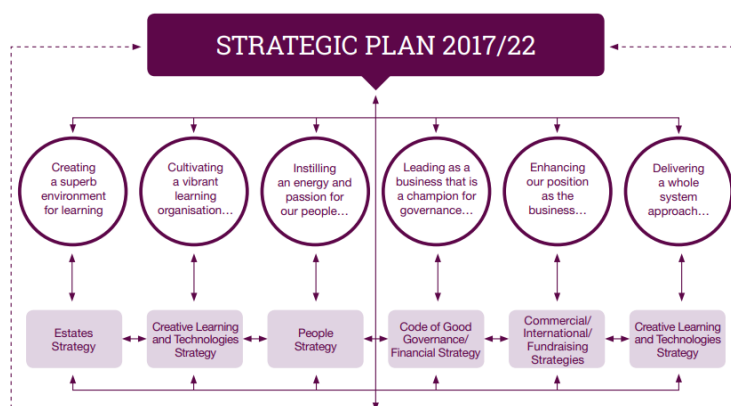 STRATEGIC PLAN 2017/22
Creating
a superb
environment
for learning
Cultivating
a vibrant
learning
organisation...
Instilling
an energy and
passion for
our people...
Leading as a
business that is
a champion for
governance...
Enhancing
our position
as the
business...
Delivering
a whole
system
approach...
Estates
Strategy
Creative Learning
and Technologies
Strategy
People
Strategy
Code of Good
Governance/
Financial Strategy
Commercial/
International/
Fundraising
Strategies
Creative Learning
and Technologies
Strategy